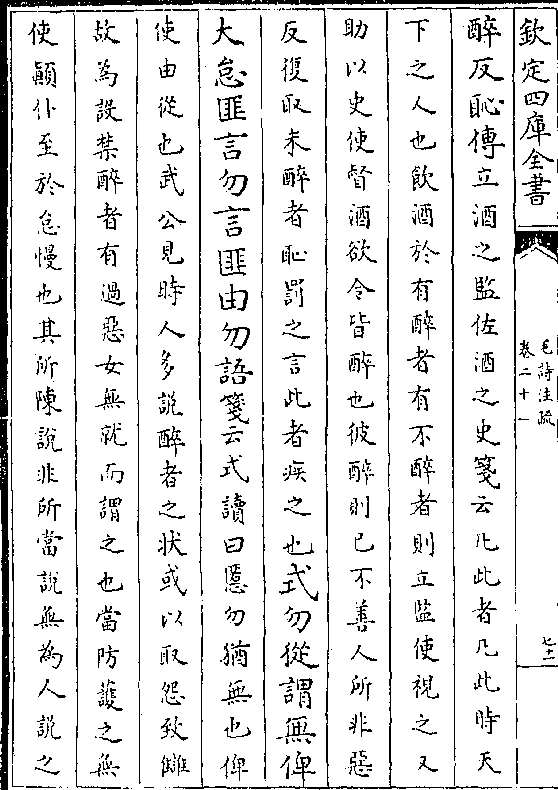 欽定四庫全書
毛詩注疏
卷二十一
七十一
醉反恥傳立酒之監佐酒之史箋云凡此者凡此時天
下之人也飲酒於有醉者有不醉者則立監使視之又
助以史使督酒欲令皆醉也彼醉則已不善人所非惡
反復取未醉者恥罰之言此者疾之也式勿從謂無俾
大怠匪言勿言匪由勿語箋云式讀曰慝勿猶無也俾
使由從也武公見時人多說醉者之狀或以取怨致讎
故為設禁醉者有過惡女無就而謂之也當防護之無
使顛仆至於怠慢也其所陳說非所當說無為人說之